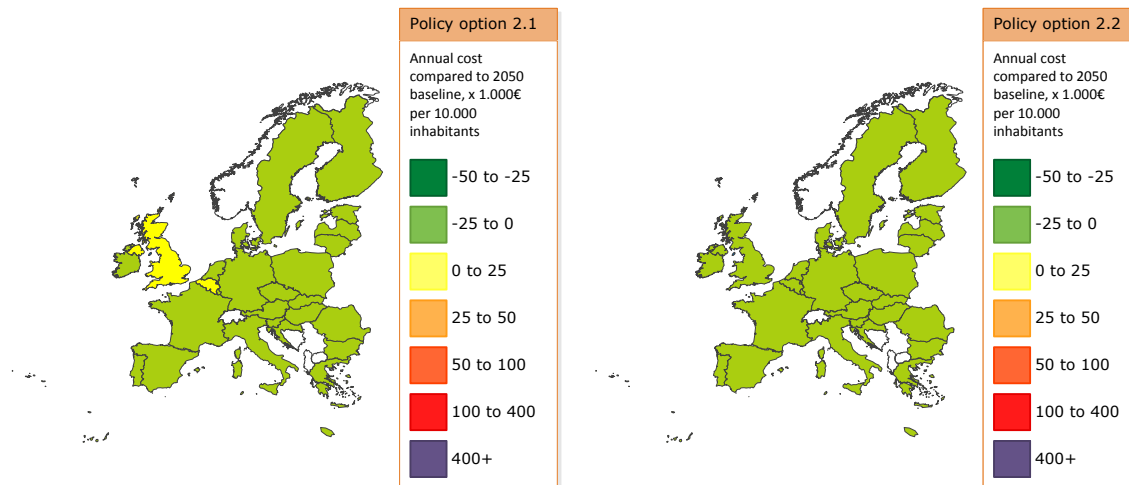 Policy option 2.1
Annual cost
compared to 2050
baseline, x 1.000€
per 10.000
inhabitants
-50 to -25
-25 to 0
0 to 25
25 to 50
50 to 100
100 to 400
400+
Policy option 2.2
Annual cost
compared to 2050
baseline, x 1.000€
per 10.000
inhabitants
-50 to -25
-25 to 0
0 to 25
25 to 50
50 to 100
100 to 400
400+